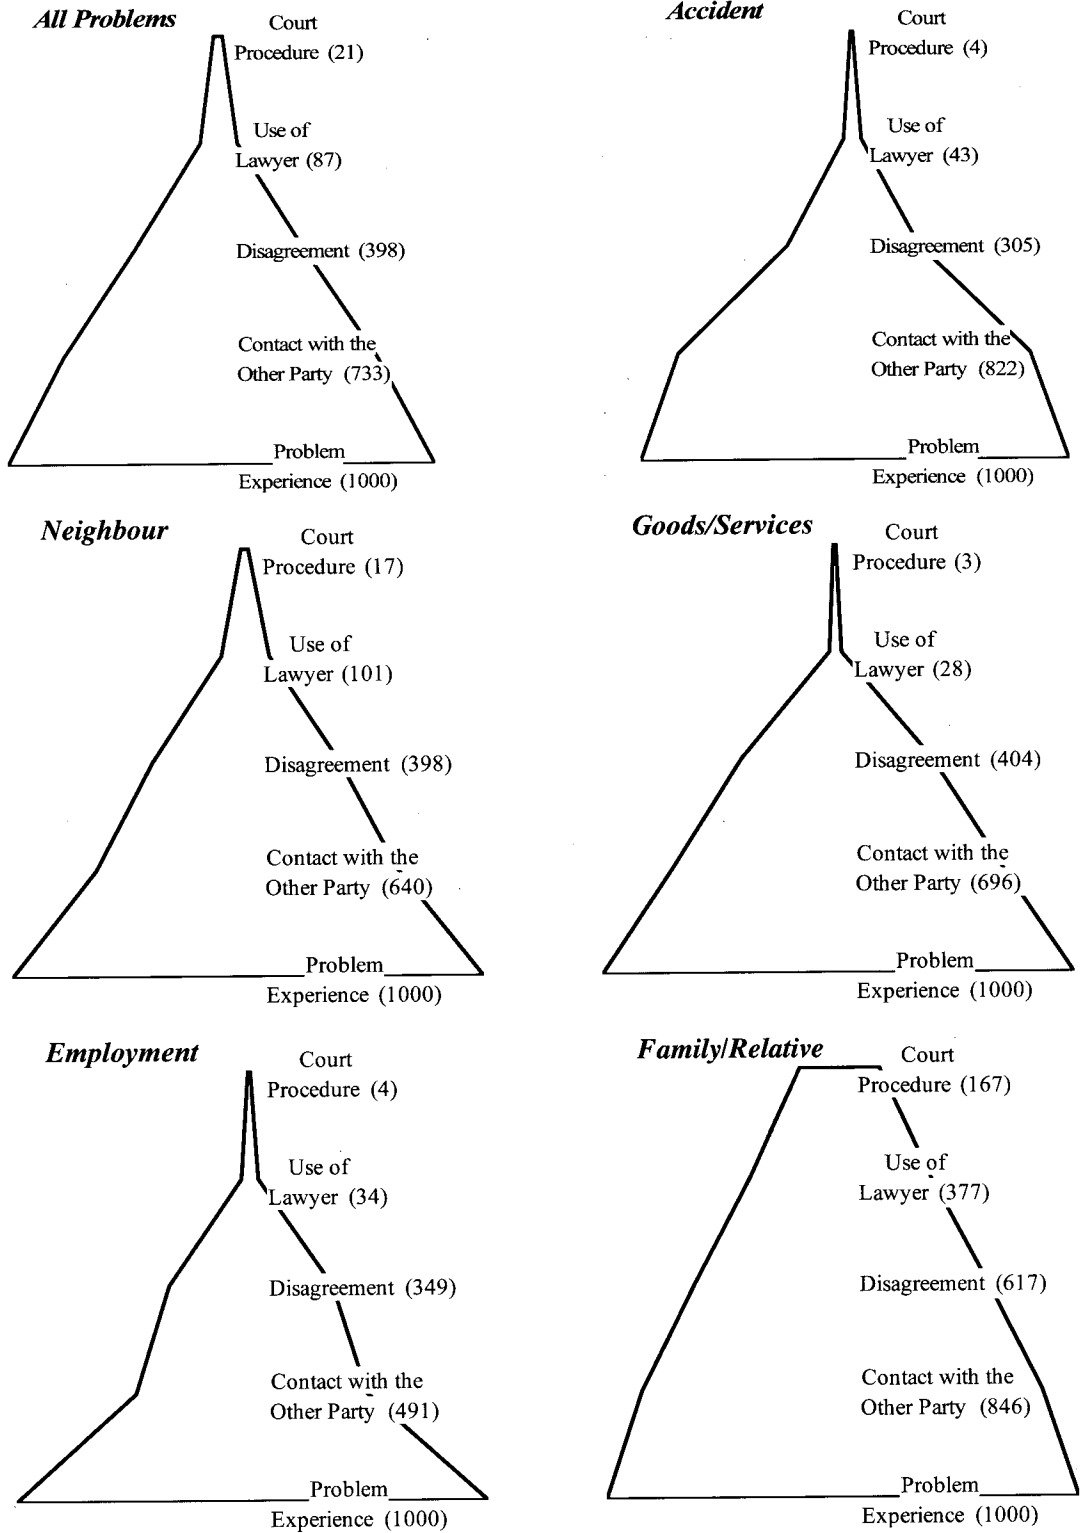 All Problems
Court
Procedure (21)
Use of
Lawyer (87)
Disagreement (398)
Contact with the
Other Party (733)
Problem
Experience (1000)
Accident
Court
Procedure (4)
Use of
Lawyer (43)
Disagreement (305)
Contact with the
Other Party (822)
Problem
Experience (1000)
Neighbour
Court
Procedure (17)
Use of
Lawyer (101)
Disagreement (398)
Contact with the
Other Party (640)
Problem
Experience (1000)
Goods/Services
Court
Procedure (3)
Use of
Lawyer (28)
Disagreement (404)
Contact with the
Other Party (696)
Problem
Experience (1000)
Employment
Court
Procedure (4)
Use of
Lawyer (34)
Disagreement (349)
Contact with the
Other Party (491)
Problem
Experience (1000)
Family/Relative
Court
Procedure (167)
Use of
Lawyer (377)
Disagreement (617)
Contact with the
Other Party (846)
Problem
Experience (1000)